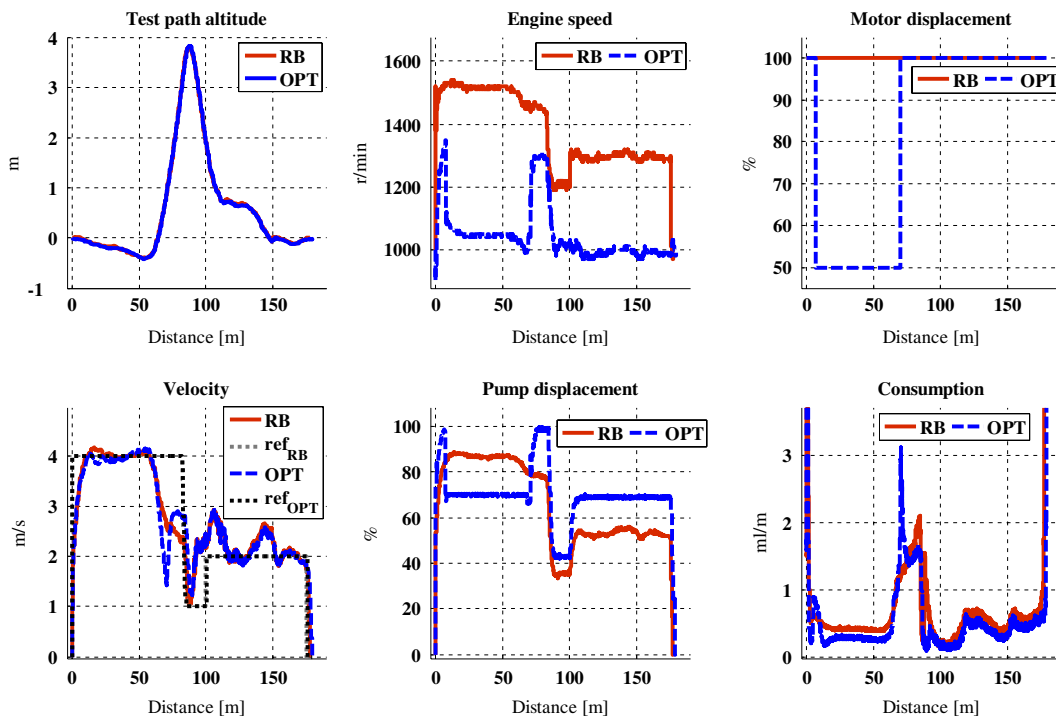 Test path altitude
4
3
2
1
0
-1
m
RB
OPT
0 50 100 150
Distance [m]
Engine speed
1600
1400
1200
1000
r/min
RB OPT
0 50 100 150
Distance [m]
Motor displacement
100
90
80
70
60
50
%
RB OPT
0 50 100 150
Distance [m]
Velocity
5
4
3
2
1
0
m/s
RB
refRB
OPT
refOPT
0 50 100 150
Distance [m]
Pump displacement
100
80
60
40
20
0
%
RB OPT
0 50 100 150
Distance [m]
Consumption
3
2
1
0
ml/m
RB OPT
0 50 100 150
Distance [m]